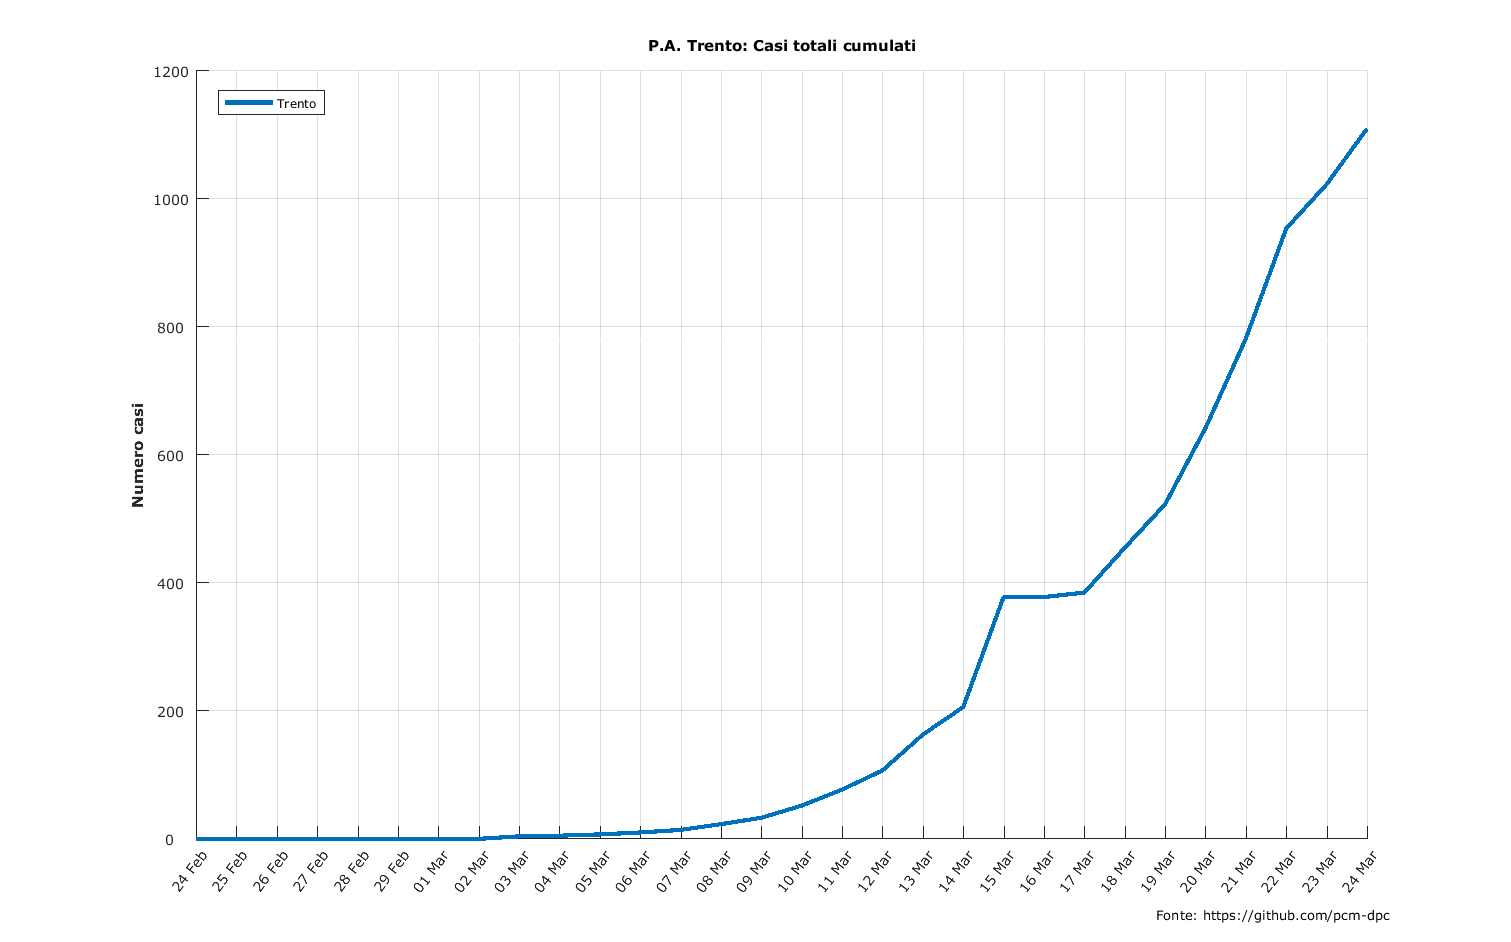 P.A. Trento: Casi totali cumulati
1200
Trento
1000
800
Numero casi
600
400
200
0
24 Feb
25 Feb
26 Feb
27 Feb
28 Feb
29 Feb
01 Mar
02 Mar
03 Mar
04 Mar
05 Mar
06 Mar
07 Mar
08 Mar
09 Mar
10 Mar
11 Mar
12 Mar
13 Mar
14 Mar
15 Mar
16 Mar
17 Mar
18 Mar
19 Mar
20 Mar
21 Mar
22 Mar
23 Mar
24 Mar
Fonte: https://github.com/pcm-dpc